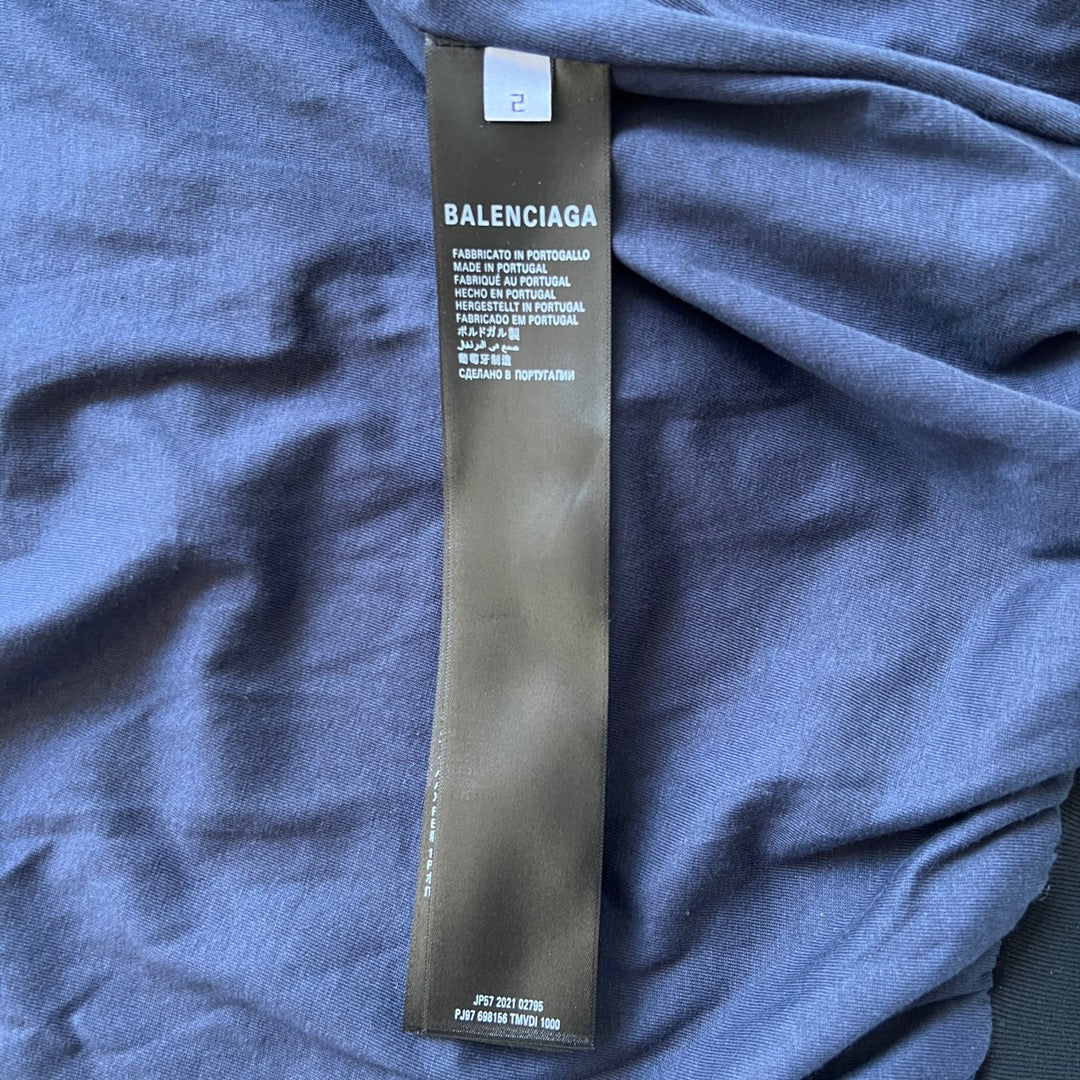 2
BALENCIAGA
FABBRICATO IN PORTOGALLO
MADE IN PORTUGAL
FABRIQUÉ AU PORTUGAL
HECHO EN PORTUGAL
HERGESTELLT IN PORTUGAL
FABRICADO EM PORTUGAL
ポルトガル製
صنع في البرتغال
葡萄牙制造
СДЕЛАНО В ПОРТУГАЛИИ
JP57 2021 02795
PJ97 698156 TMVDI 1000